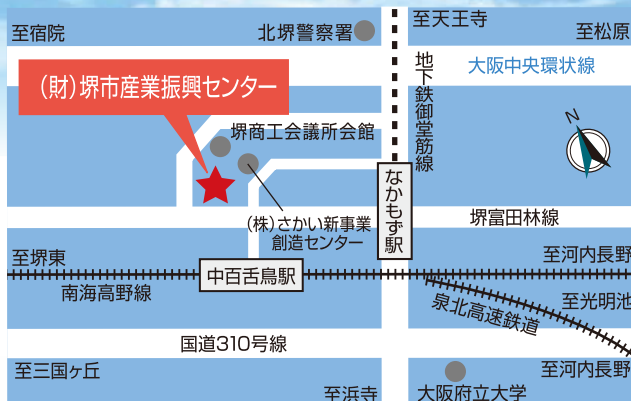 至宿院
北堺警察署
至天王寺
至松原
(財)堺市産業振興センター
地下鉄御堂筋線
大阪中央環状線
N
堺商工会議所会館
なかもず駅
(株)さかい新事業
創造センター
堺富田林線
至堺東
至河内長野
中百舌鳥駅
南海高野線
至光明池
泉北高速鉄道
国道310号線
至三国ヶ丘
至河内長野
至浜寺
大阪府立大学